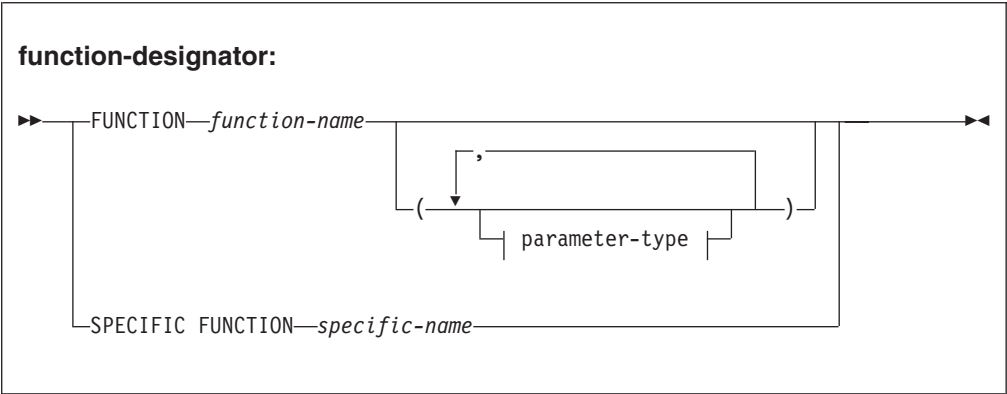 function-designator:
FUNCTION function-name
,
( parameter-type )
SPECIFIC FUNCTION specific-name